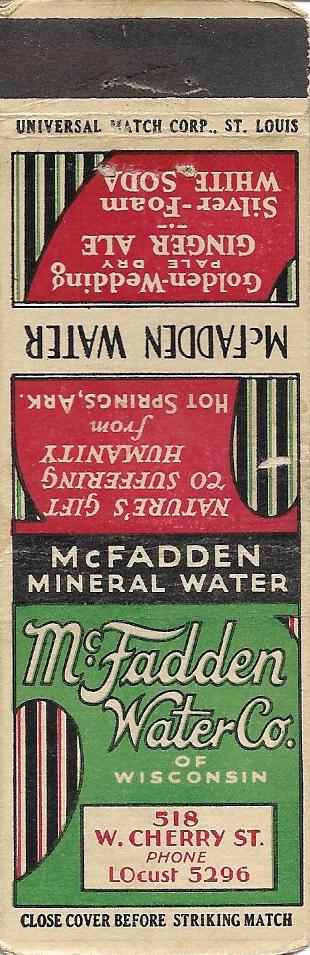 UNIVERSAL MATCH CORP., ST. LOUIS
Golden-Wedding
PALE DRY
GINGER ALE
Silver-Foam
WHITE SODA
McFADDEN WATER
NATURE'S GIFT
TO SUFFERING
HUMANITY
from
HOT SPRINGS, ARK.
McFADDEN
MINERAL WATER
McFadden
Water Co.
OF
WISCONSIN
518
W. CHERRY ST.
PHONE
LOcust 5296
CLOSE COVER BEFORE STRIKING MATCH